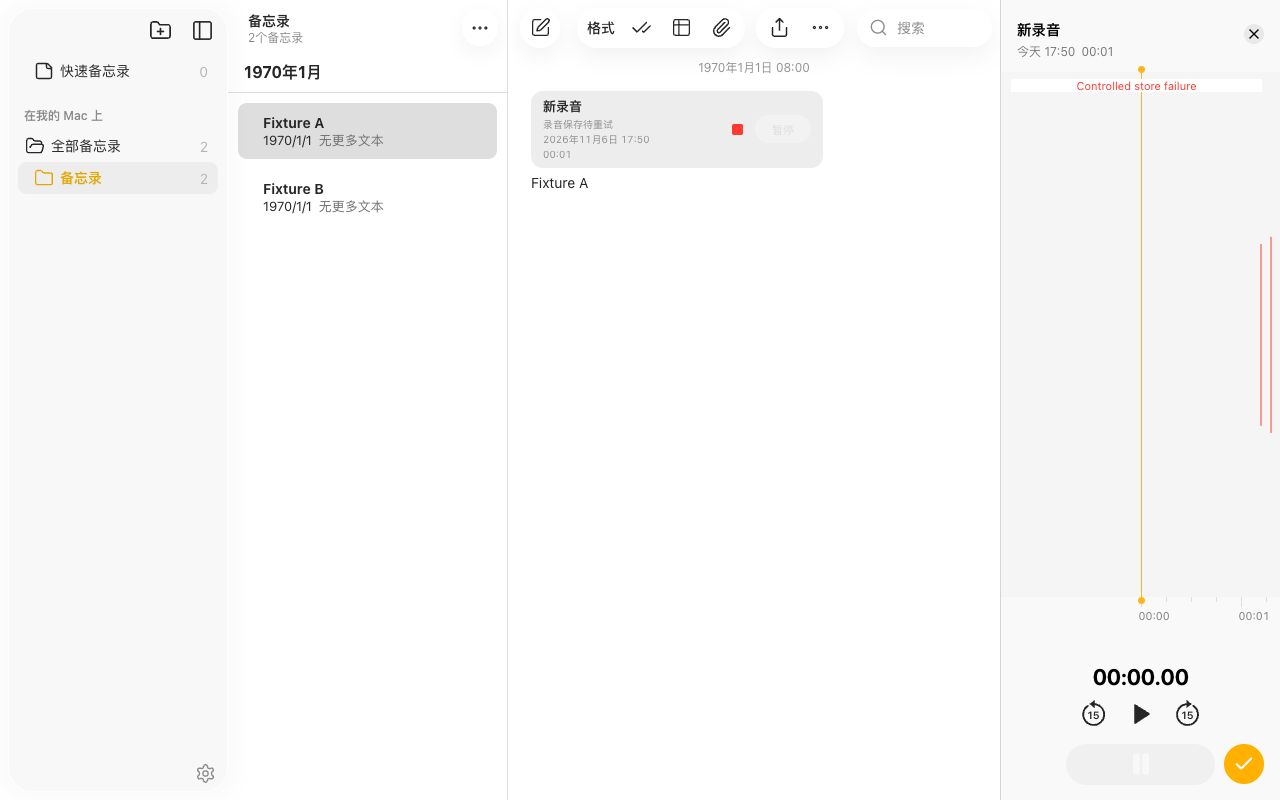 快速备忘录 0
在我的 Mac 上
全部备忘录 2
备忘录 2
备忘录
2个备忘录
1970年1月
Fixture A
1970/1/1 无更多文本
Fixture B
1970/1/1 无更多文本
格式
搜索
1970年1月1日 08:00
新录音
录音保存待重试
2026年11月6日 17:50
00:01
暂停
Fixture A
新录音
今天 17:50 00:01
Controlled store failure
00:00 00:01
00:00.00
15 15